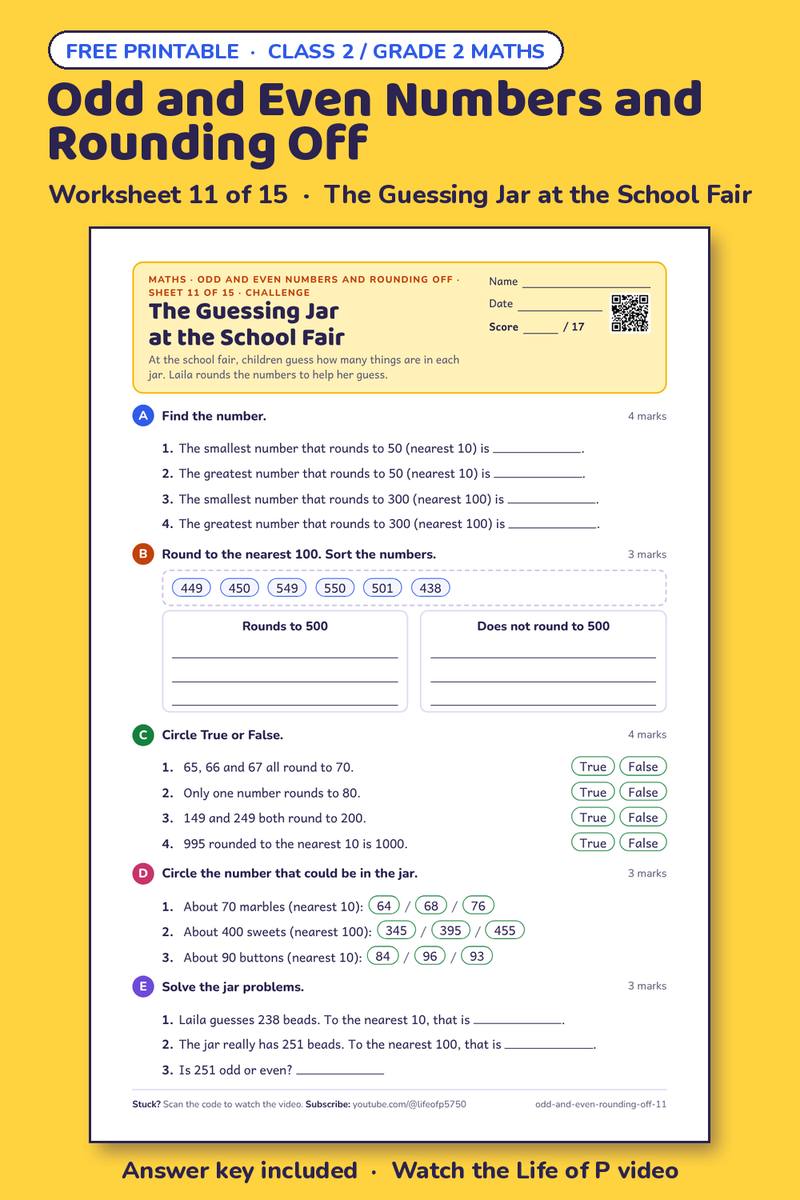 FREE PRINTABLE · CLASS 2 / GRADE 2 MATHS
Odd and Even Numbers and
Rounding Off
Worksheet 11 of 15 · The Guessing Jar at the School Fair
MATHS · ODD AND EVEN NUMBERS AND ROUNDING OFF ·
SHEET 11 OF 15 · CHALLENGE
The Guessing Jar
at the School Fair
At the school fair, children guess how many things are in each
jar. Laila rounds the numbers to help her guess.
Name ____________
Date ____________
Score ______ / 17
A Find the number. 4 marks
1. The smallest number that rounds to 50 (nearest 10) is ____________.
2. The greatest number that rounds to 50 (nearest 10) is ____________.
3. The smallest number that rounds to 300 (nearest 100) is ____________.
4. The greatest number that rounds to 300 (nearest 100) is ____________.
B Round to the nearest 100. Sort the numbers. 3 marks
449 450 549 550 501 438
Rounds to 500 Does not round to 500
C Circle True or False. 4 marks
1. 65, 66 and 67 all round to 70. True False
2. Only one number rounds to 80. True False
3. 149 and 249 both round to 200. True False
4. 995 rounded to the nearest 10 is 1000. True False
D Circle the number that could be in the jar. 3 marks
1. About 70 marbles (nearest 10): 64 / 68 / 76
2. About 400 sweets (nearest 100): 345 / 395 / 455
3. About 90 buttons (nearest 10): 84 / 96 / 93
E Solve the jar problems. 3 marks
1. Laila guesses 238 beads. To the nearest 10, that is ____________.
2. The jar really has 251 beads. To the nearest 100, that is ____________.
3. Is 251 odd or even? ____________
Stuck? Scan the code to watch the video. Subscribe: youtube.com/@lifeofp5750 odd-and-even-rounding-off-11
Answer key included · Watch the Life of P video